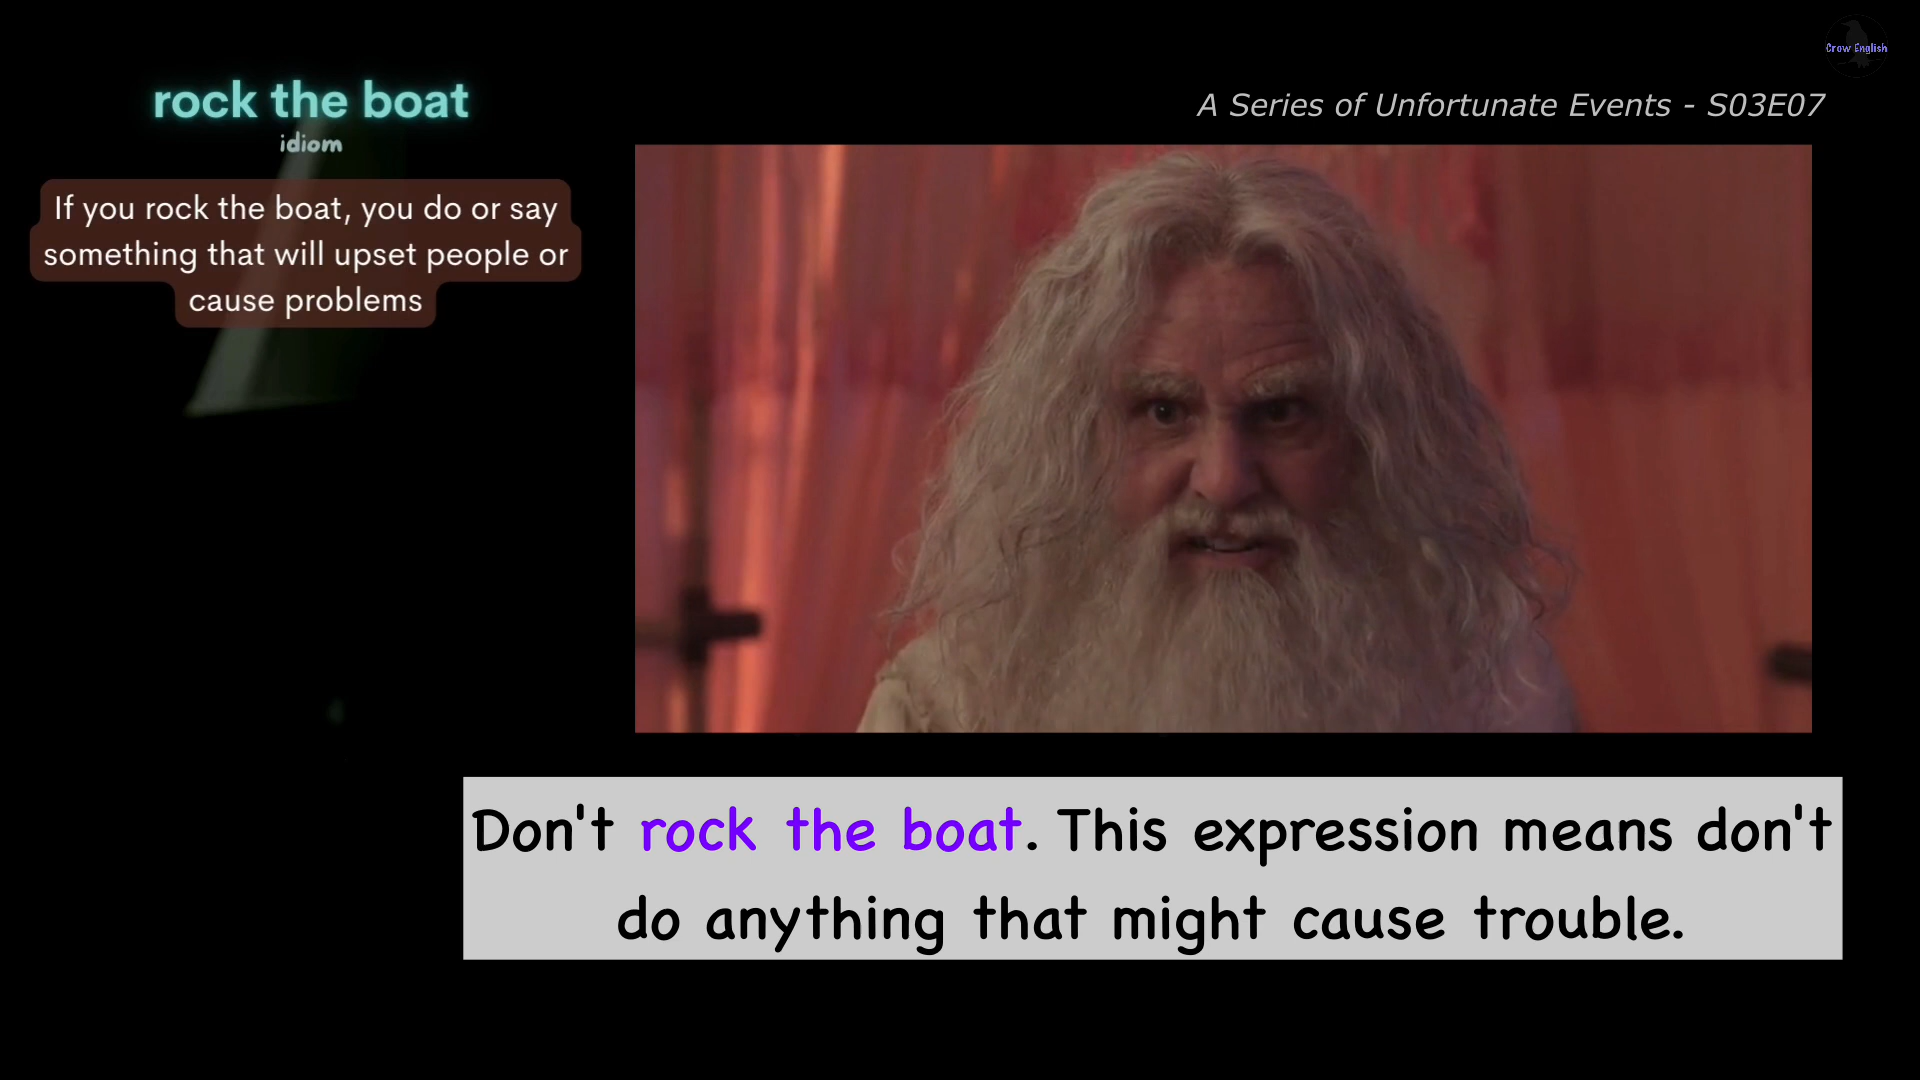 Crow English
rock the boat
idiom
A Series of Unfortunate Events - S03E07
If you rock the boat, you do or say
something that will upset people or
cause problems
Don't rock the boat. This expression means don't
do anything that might cause trouble.